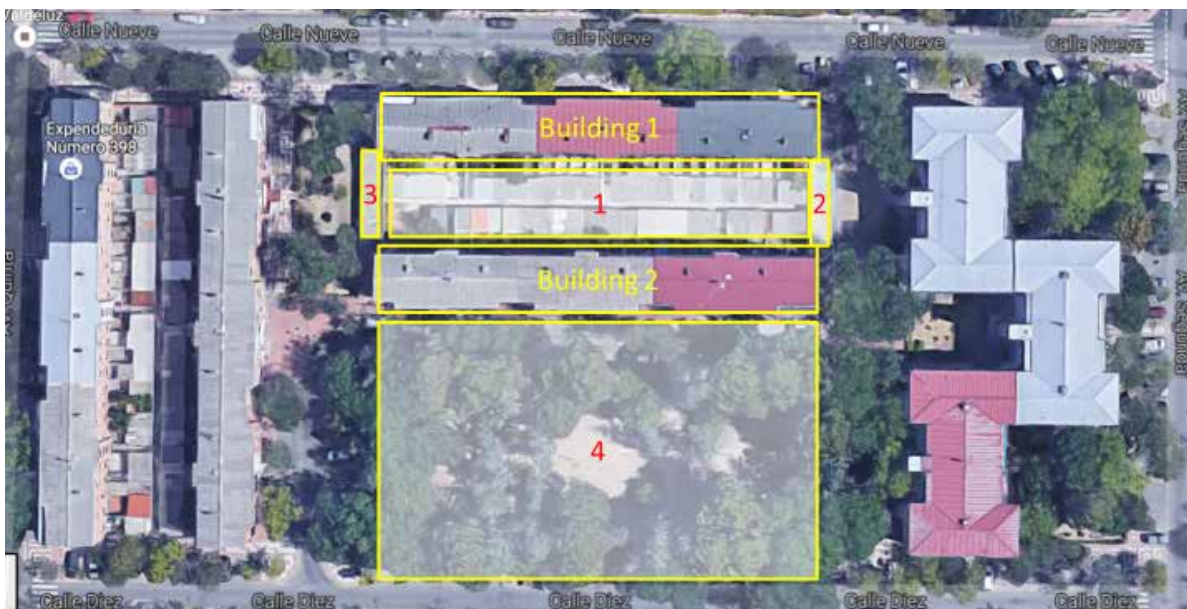 Valdeluz
Calle Nueve Calle Nueve Calle Nueve Calle Nueve Calle Nueve
Expendeduría
Número 398
Building 1
3 1 2
Building 2
4
Calle Diez Calle Diez Calle Diez Calle Diez Calle Diez